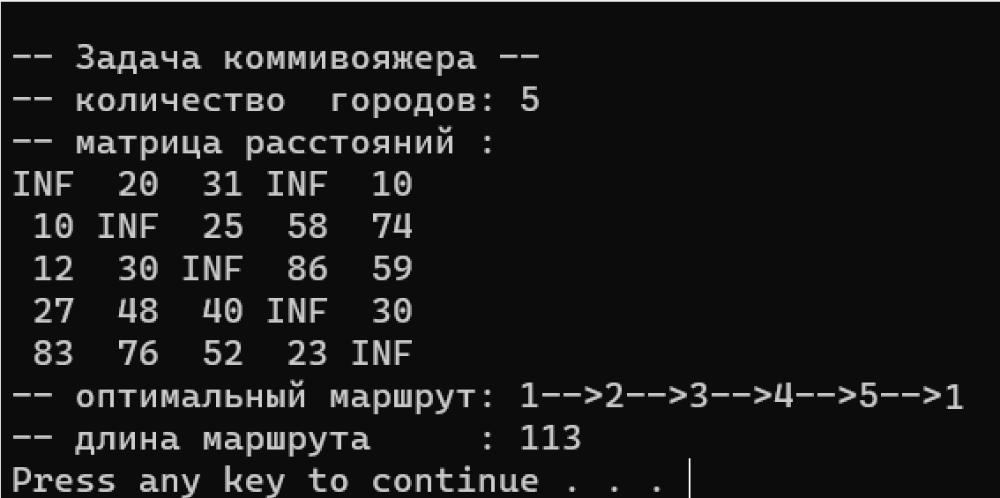 -- Задача коммивояжера --
-- количество  городов: 5
-- матрица расстояний :
INF  20  31 INF  10
 10 INF  25  58  74
 12  30 INF  86  59
 27  48  40 INF  30
 83  76  52  23 INF
-- оптимальный маршрут: 1-->2-->3-->4-->5-->1
-- длина маршрута     : 113
Press any key to continue . . .